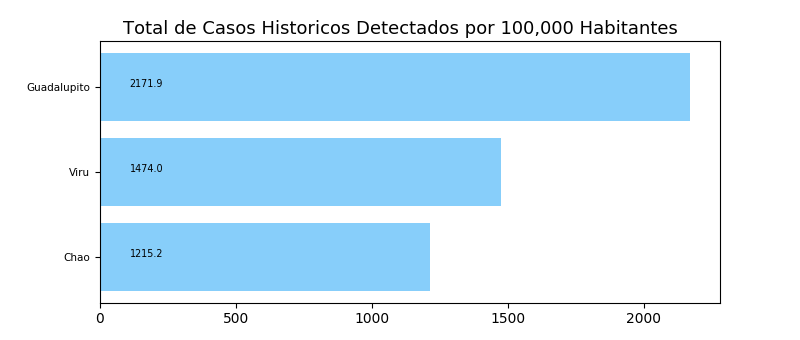 Total de Casos Historicos Detectados por 100,000 Habitantes
Guadalupito 2171.9
Viru 1474.0
Chao 1215.2
0 500 1000 1500 2000